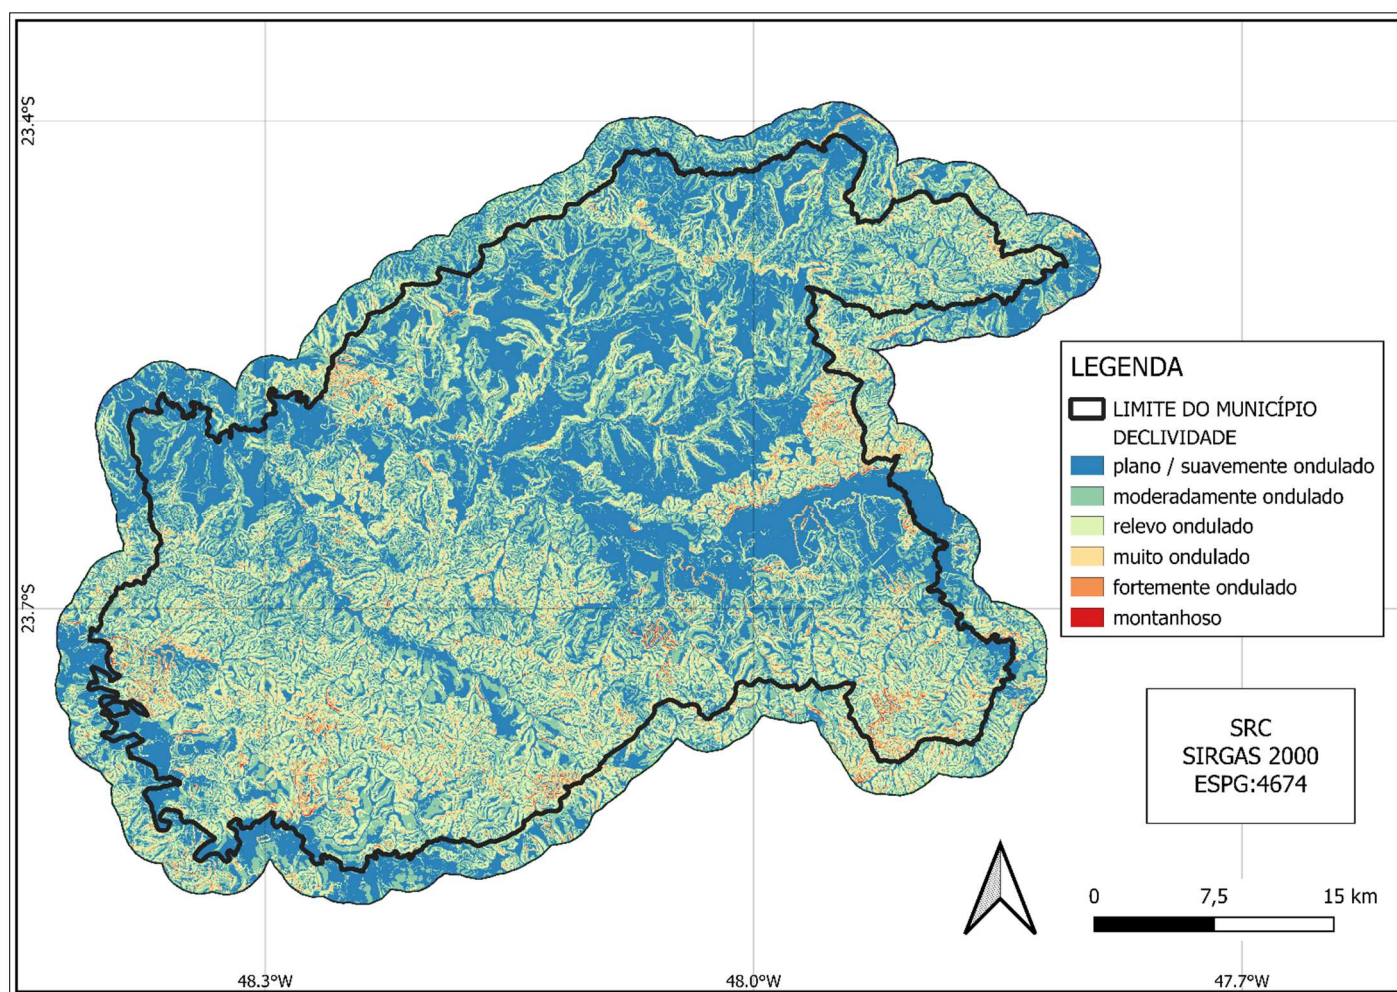 23.4°S
23.7°S
LEGENDA
LIMITE DO MUNICÍPIO
DECLIVIDADE
plano / suavemente ondulado
moderadamente ondulado
relevo ondulado
muito ondulado
fortemente ondulado
montanhoso
SRC
SIRGAS 2000
ESPG:4674
0 7,5 15 km
48.3°W 48.0°W 47.7°W